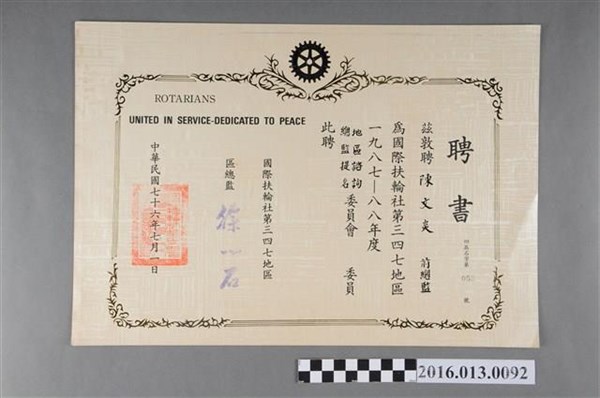 ROTARIANS
UNITED IN SERVICE-DEDICATED TO PEACE
聘書
茲敦聘 陳文炎 前總監
為國際扶輪社第三四七地區
一九八七—八八年度
地區諮詢
總監提名委員會 委員
此聘
國際扶輪社第三四七地區
區總監 徐一石
中華民國七十六年七月一日
2016.013.0092